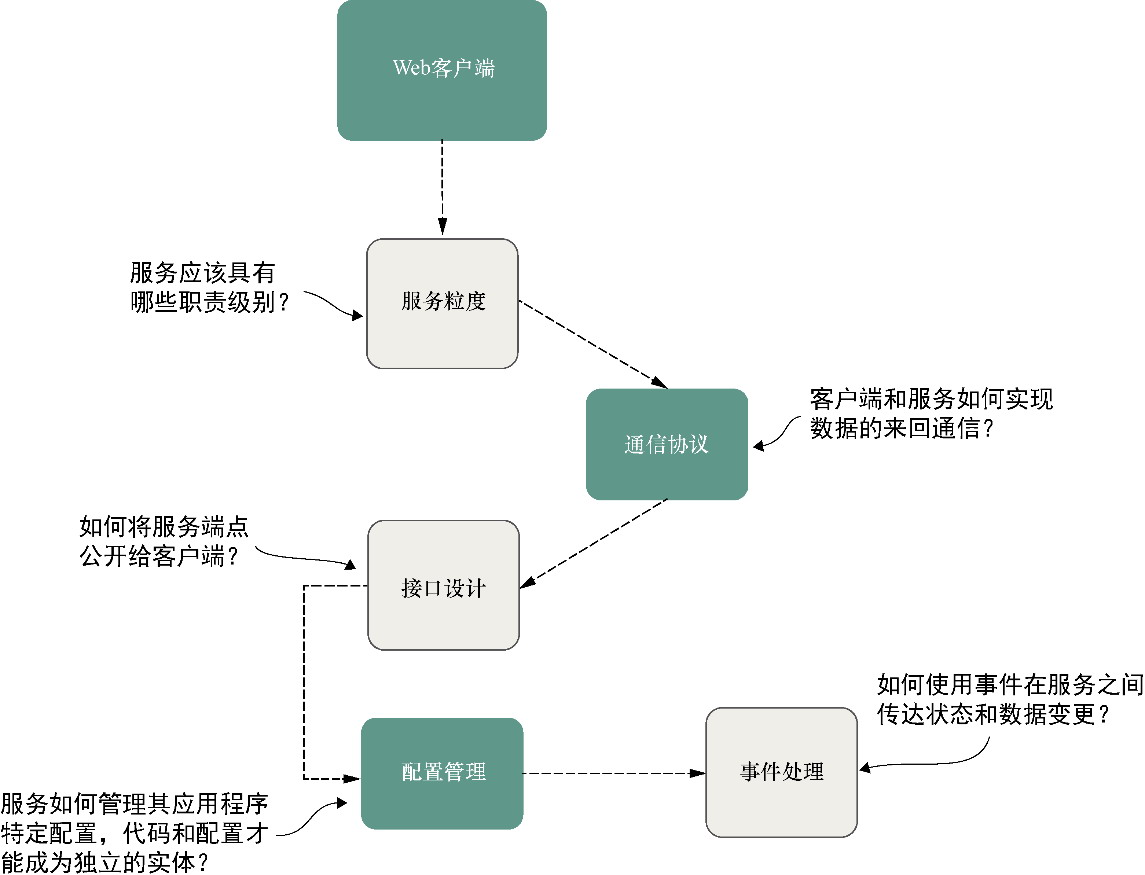 Web客户端
服务应该具有
哪些职责级别？
服务粒度
客户端和服务如何实现
数据的来回通信？
通信协议
如何将服务端点
公开给客户端？
接口设计
如何使用事件在服务之间
传达状态和数据变更？
配置管理
事件处理
服务如何管理其应用程序
特定配置，代码和配置才
能成为独立的实体？